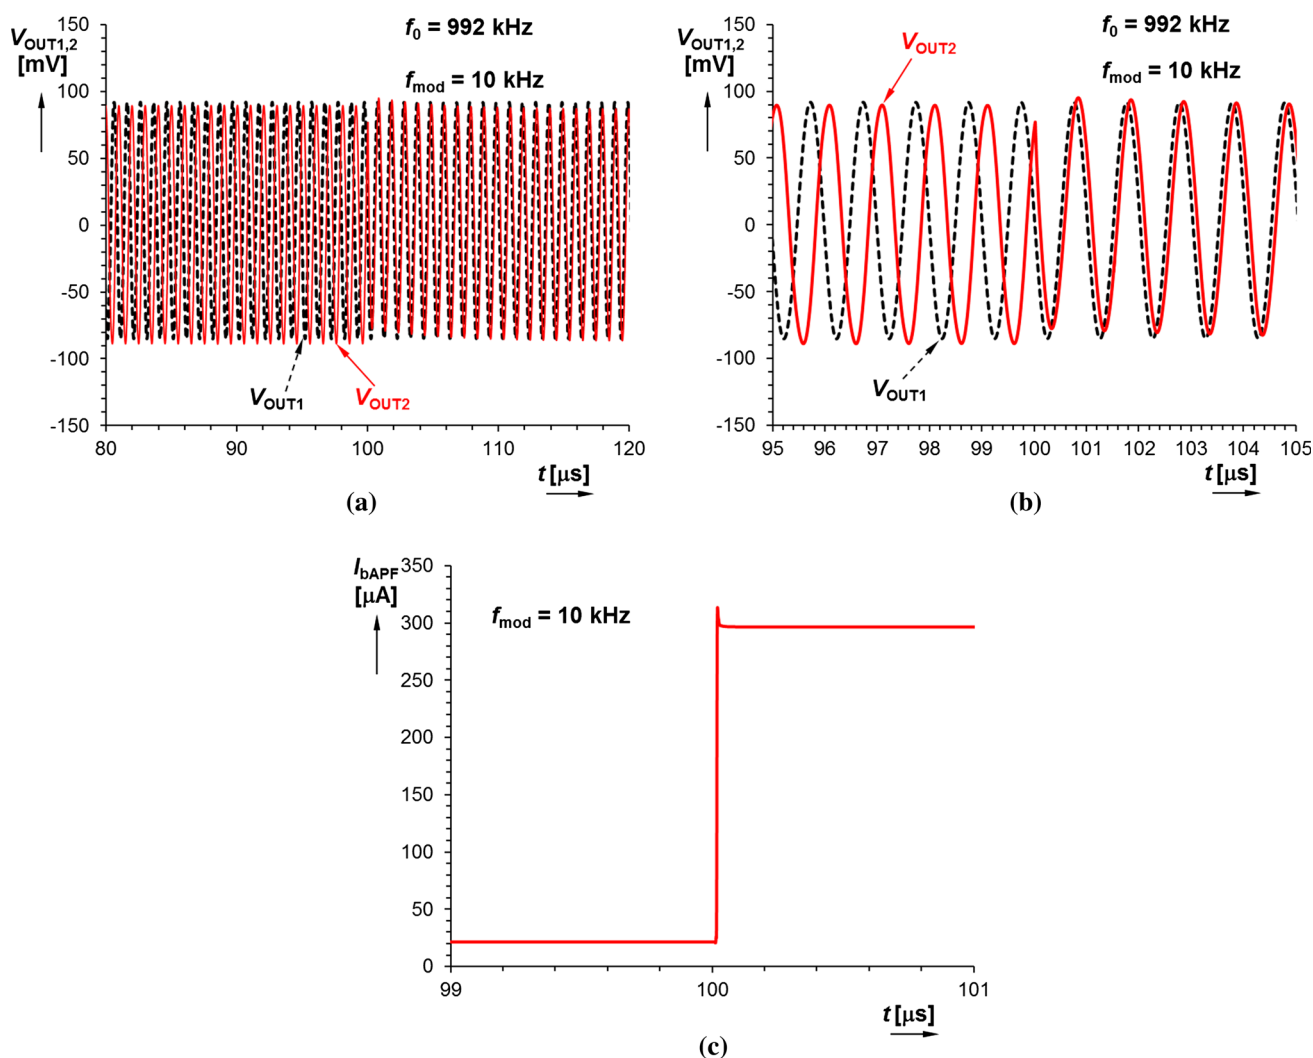 V_OUT1,2
[mV]
150
100
50
0
-50
-100
-150
f_0 = 992 kHz
f_mod = 10 kHz
V_OUT1
V_OUT2
80
90
100
110
120
t [μs]
(a)
V_OUT1,2
[mV]
150
100
50
0
-50
-100
-150
f_0 = 992 kHz
V_OUT2
f_mod = 10 kHz
V_OUT1
95
96
97
98
99
100
101
102
103
104
105
t [μs]
(b)
I_bAPF
[μA]
350
300
250
200
150
100
50
0
f_mod = 10 kHz
99
100
101
t [μs]
(c)